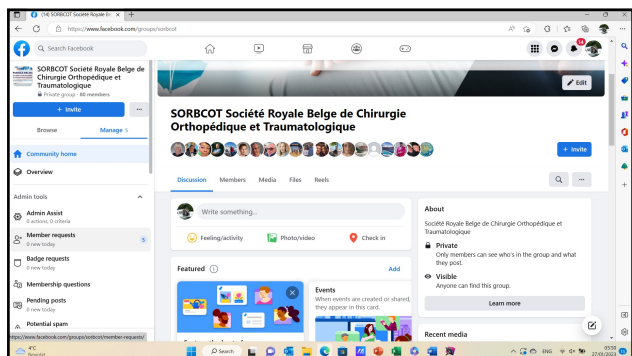 (14) SORBCOT Société Royale Be
https://www.facebook.com/groups/sorbcot
Search Facebook
14
SORBCOT Société Royale Belge de
Chirurgie Orthopédique et
Traumatologique
Private group · 60 members
+ Invite
Browse
Manage 5
Community home
Overview
Admin tools
Admin Assist
0 actions, 0 criteria
Member requests
0 new today
5
Badge requests
0 new today
Membership questions
Pending posts
0 new today
Potential spam
https://www.facebook.com/groups/sorbcot/member-requests/
Edit
SORBCOT Société Royale Belge de Chirurgie
Orthopédique et Traumatologique
+ Invite
Discussion
Members
Media
Files
Reels
Write something...
Feeling/activity
Photo/video
Check in
Featured
Add
Events
When events are created or shared,
they appear in this card.
About
Société Royale Belge de Chirurgie Orthopédique et
Traumatologique
Private
Only members can see who's in the group and what
they post.
Visible
Anyone can find this group.
Learn more
Recent media
4°C
Search
ENG
03:50
27/01/2023